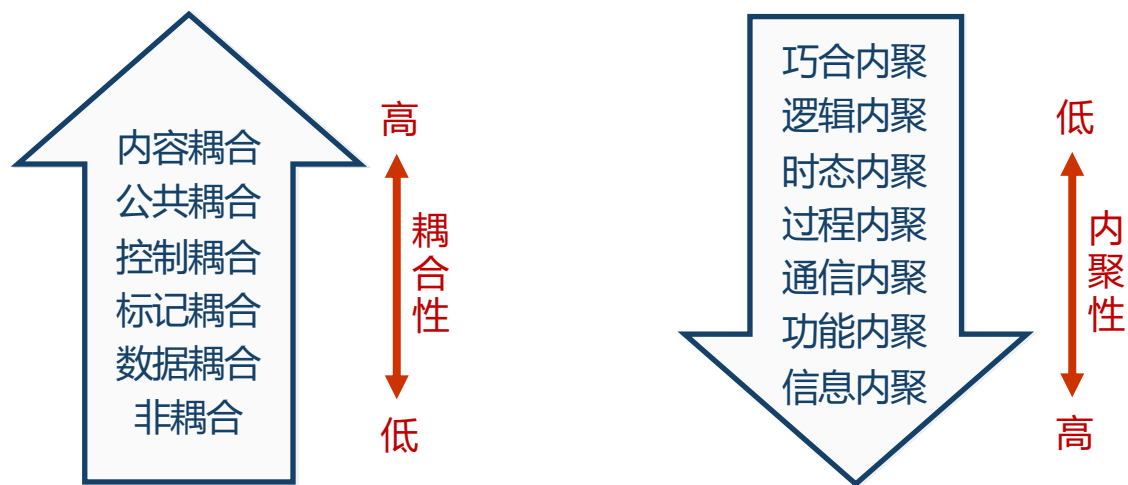 内容耦合
公共耦合
控制耦合
标记耦合
数据耦合
非耦合
高
耦合性
低
巧合内聚
逻辑内聚
时态内聚
过程内聚
通信内聚
功能内聚
信息内聚
低
内聚性
高